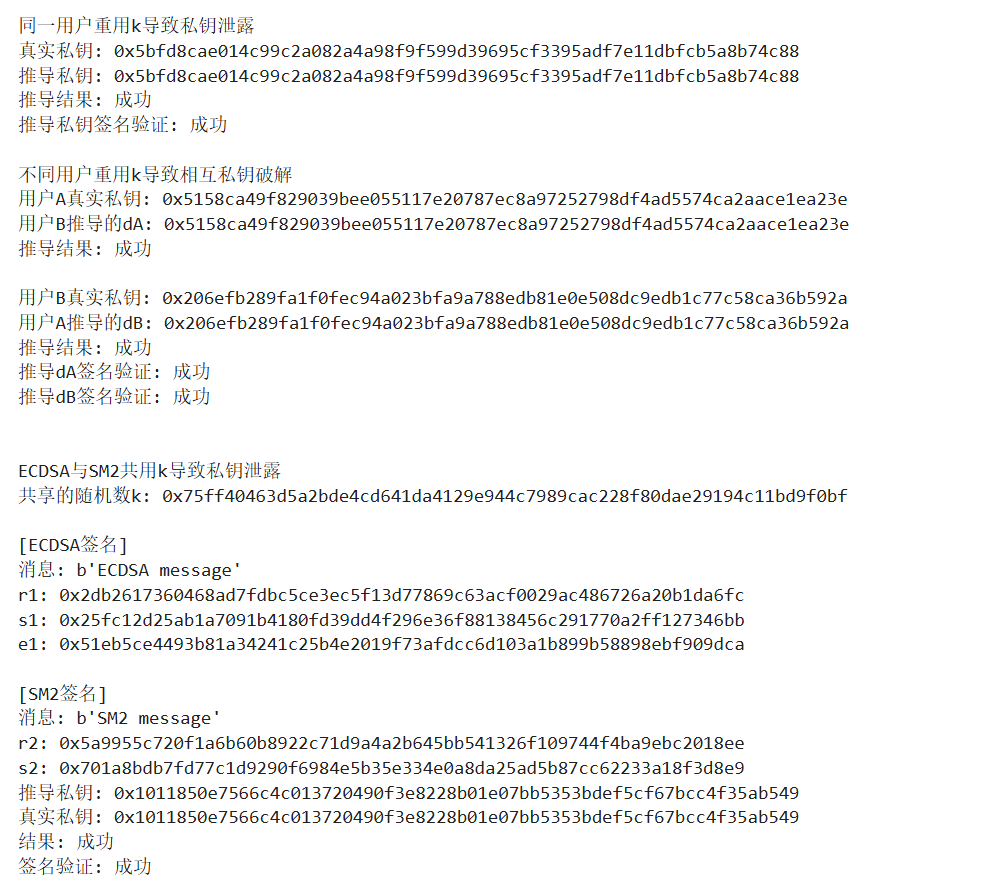 同一用户重用k导致私钥泄露
真实私钥: 0x5bfd8cae014c99c2a082a4a98f9f599d39695cf3395adf7e11dbfcb5a8b74c88
推导私钥: 0x5bfd8cae014c99c2a082a4a98f9f599d39695cf3395adf7e11dbfcb5a8b74c88
推导结果: 成功
推导私钥签名验证: 成功
不同用户重用k导致相互私钥破解
用户A真实私钥: 0x5158ca49f829039bee055117e20787ec8a97252798df4ad5574ca2aace1ea23e
用户B推导的dA: 0x5158ca49f829039bee055117e20787ec8a97252798df4ad5574ca2aace1ea23e
推导结果: 成功
用户B真实私钥: 0x206efb289fa1f0fec94a023bfa9a788edb81e0e508dc9edb1c77c58ca36b592a
用户A推导的dB: 0x206efb289fa1f0fec94a023bfa9a788edb81e0e508dc9edb1c77c58ca36b592a
推导结果: 成功
推导dA签名验证: 成功
推导dB签名验证: 成功
ECDSA与SM2共用k导致私钥泄露
共享的随机数k: 0x75ff40463d5a2bde4cd641da4129e944c7989cac228f80dae29194c11bd9f0bf
[ECDSA签名]
消息: b'ECDSA message'
r1: 0x2db2617360468ad7fdbc5ce3ec5f13d77869c63acf0029ac486726a20b1da6fc
s1: 0x25fc12d25ab1a7091b4180fd39dd4f296e36f88138456c291770a2ff127346bb
e1: 0x51eb5ce4493b81a34241c25b4e2019f73afdcc6d103a1b899b58898ebf909dca
[SM2签名]
消息: b'SM2 message'
r2: 0x5a9955c720f1a6b60b8922c71d9a4a2b645bb541326f109744f4ba9ebc2018ee
s2: 0x701a8bdb7fd77c1d9290f6984e5b35e334e0a8da25ad5b87cc62233a18f3d8e9
推导私钥: 0x1011850e7566c4c013720490f3e8228b01e07bb5353bdef5cf67bcc4f35ab549
真实私钥: 0x1011850e7566c4c013720490f3e8228b01e07bb5353bdef5cf67bcc4f35ab549
结果: 成功
签名验证: 成功